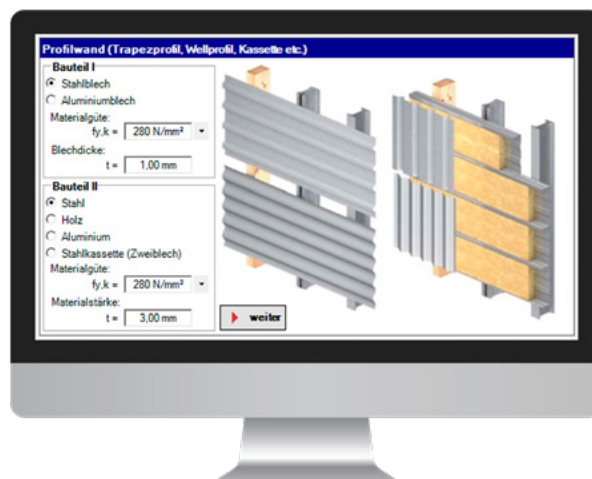 Profilwand (Trapezprofil, Wellprofil, Kassette etc.)
Bauteil I
Stahlblech
Aluminiumblech
Materialgüte:
fy,k = 280 N/mm²
Blechdicke:
t = 1,00 mm
Bauteil II
Stahl
Holz
Aluminium
Stahlkassette (Zweiblech)
Materialgüte:
fy,k = 280 N/mm²
Materialstärke:
t = 3,00 mm
weiter